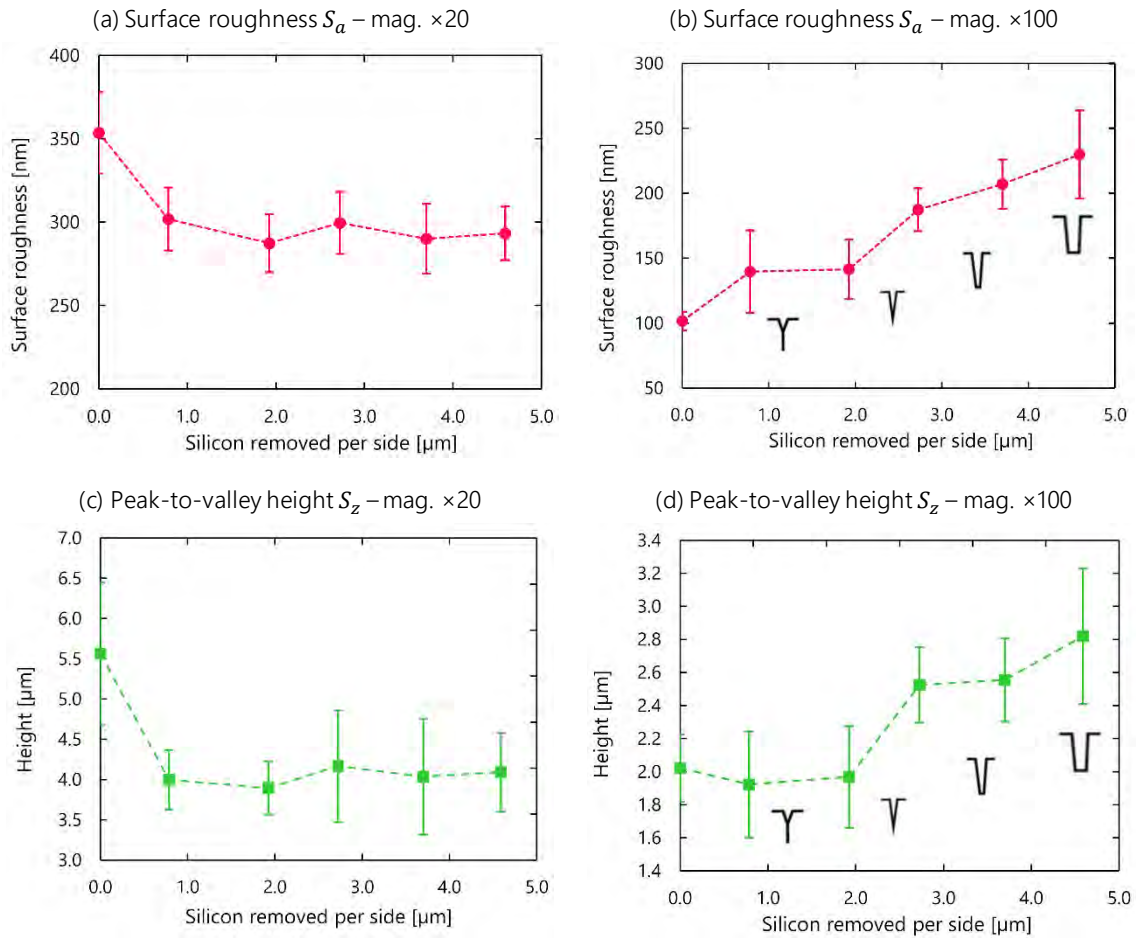 (a) Surface roughness Sₐ – mag. ×20
400
350
300
250
200
Surface roughness [nm]
0.0 1.0 2.0 3.0 4.0 5.0
Silicon removed per side [µm]
(b) Surface roughness Sₐ – mag. ×100
300
250
200
150
100
50
Surface roughness [nm]
0.0 1.0 2.0 3.0 4.0 5.0
Silicon removed per side [µm]
(c) Peak-to-valley height S_z – mag. ×20
7.0
6.5
6.0
5.5
5.0
4.5
4.0
3.5
3.0
Height [µm]
0.0 1.0 2.0 3.0 4.0 5.0
Silicon removed per side [µm]
(d) Peak-to-valley height S_z – mag. ×100
3.4
3.2
3.0
2.8
2.6
2.4
2.2
2.0
1.8
1.6
1.4
Height [µm]
0.0 1.0 2.0 3.0 4.0 5.0
Silicon removed per side [µm]